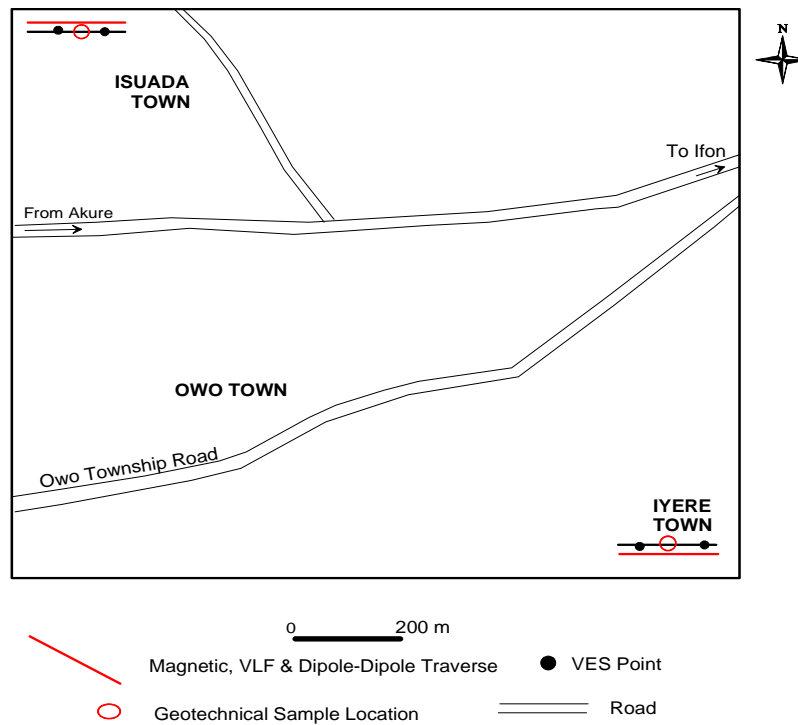 N
ISUADA
TOWN
To Ifon
From Akure
OWO TOWN
Owo Township Road
IYERE
TOWN
0 200 m
Magnetic, VLF & Dipole-Dipole Traverse
VES Point
Geotechnical Sample Location
Road